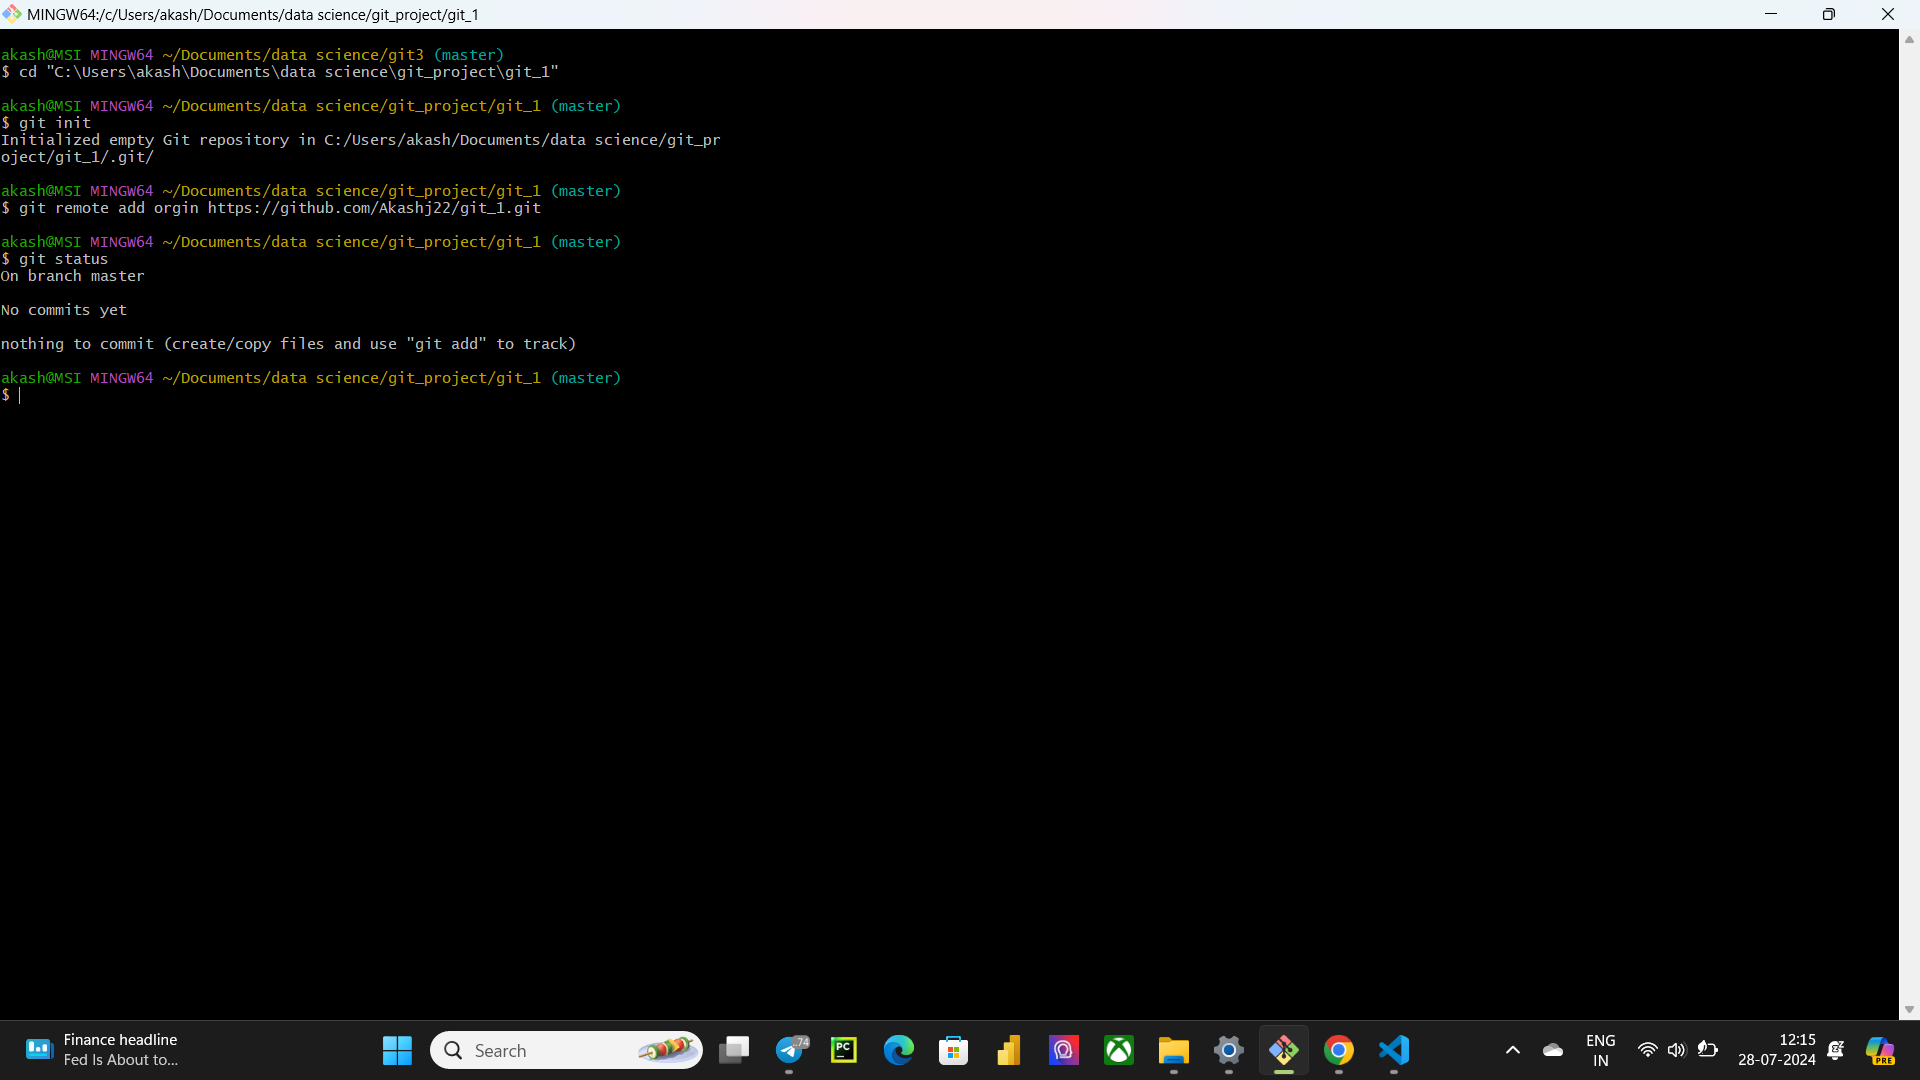 MINGW64:/c/Users/akash/Documents/data science/git_project/git_1
akash@MSI MINGW64 ~/Documents/data science/git3 (master)
$ cd "C:\Users\akash\Documents\data science\git_project\git_1"
akash@MSI MINGW64 ~/Documents/data science/git_project/git_1 (master)
$ git init
Initialized empty Git repository in C:/Users/akash/Documents/data science/git_pr
oject/git_1/.git/
akash@MSI MINGW64 ~/Documents/data science/git_project/git_1 (master)
$ git remote add orgin https://github.com/Akashj22/git_1.git
akash@MSI MINGW64 ~/Documents/data science/git_project/git_1 (master)
$ git status
On branch master
No commits yet
nothing to commit (create/copy files and use "git add" to track)
akash@MSI MINGW64 ~/Documents/data science/git_project/git_1 (master)
$
Finance headline
Fed Is About to...
Search
74
PC
ENG
IN
12:15
28-07-2024
PRE